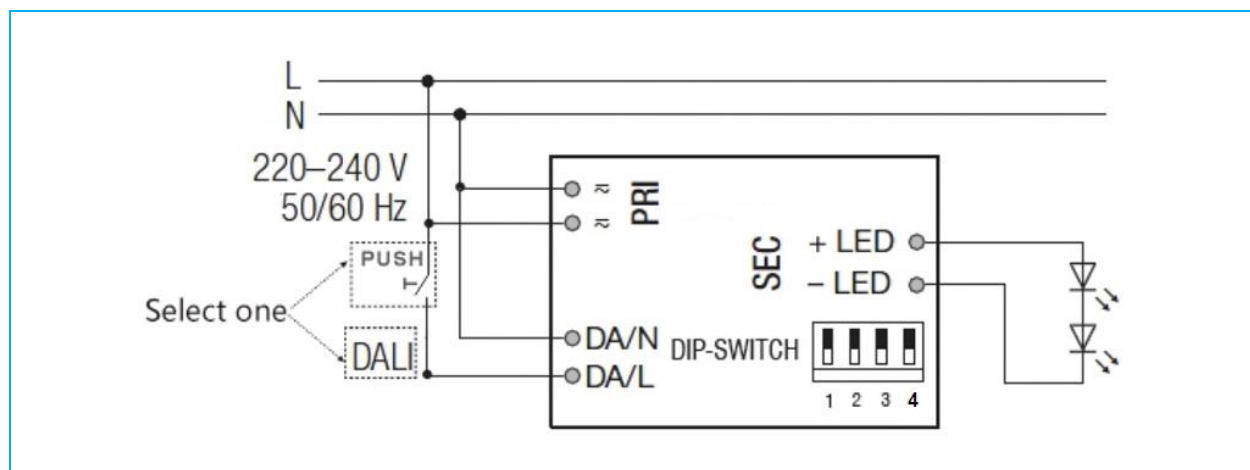 L
N
220–240 V
50/60 Hz
PUSH
Select one
DALI
≂ PRI
≂
SEC
+ LED
– LED
DA/N
DA/L
DIP-SWITCH
1 2 3 4